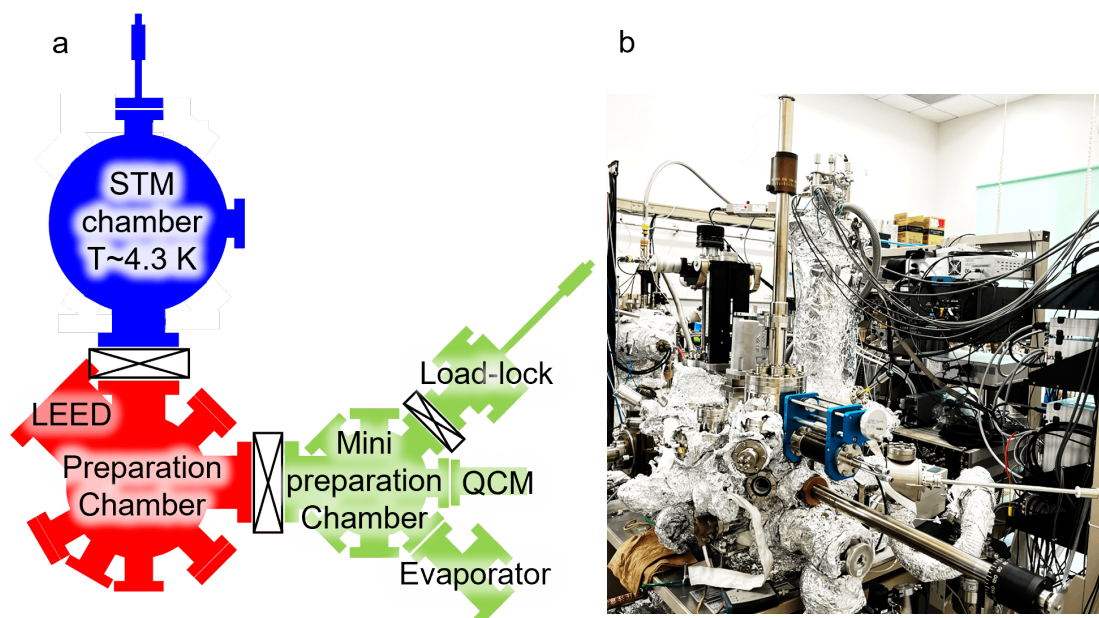 a
b
STM
chamber
T~4.3 K
Load-lock
LEED
Mini
preparation
Chamber
Preparation
Chamber
QCM
Evaporator